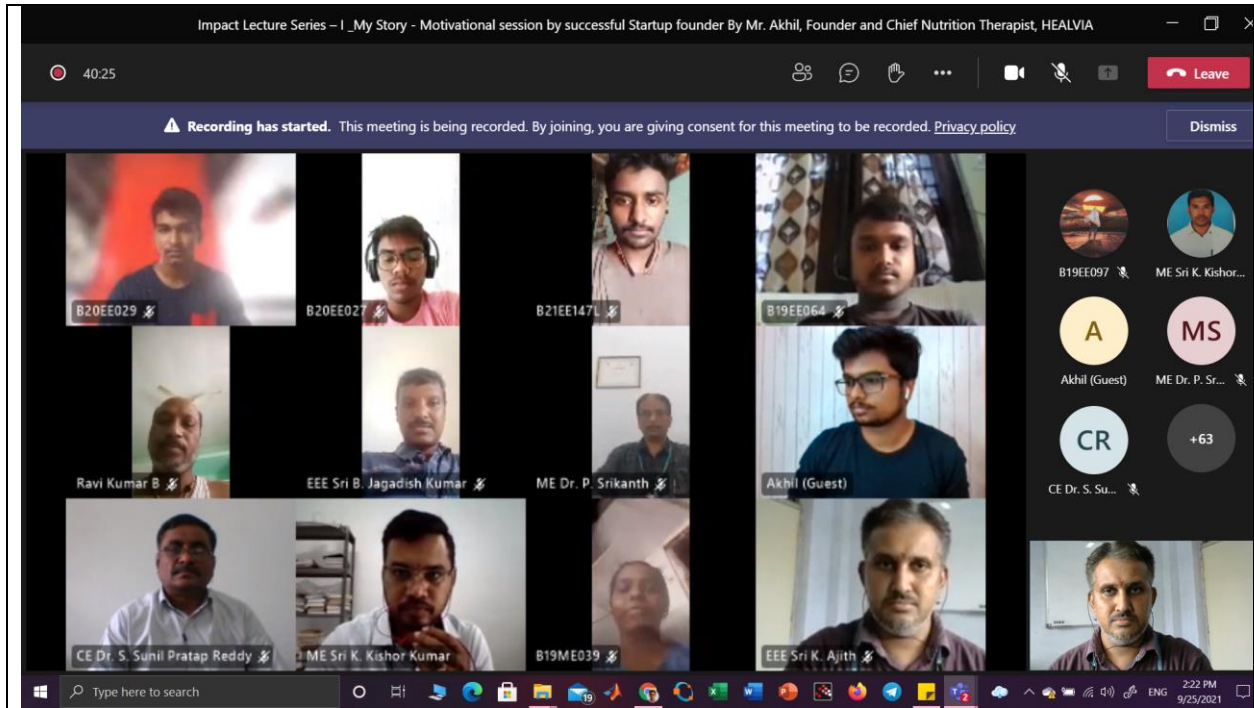 Impact Lecture Series – I _My Story - Motivational session by successful Startup founder By Mr. Akhil, Founder and Chief Nutrition Therapist, HEALVIA
40:25
Leave
Recording has started. This meeting is being recorded. By joining, you are giving consent for this meeting to be recorded. Privacy policy
Dismiss
B20EE029
B20EE027
B21EE147L
B19EE064
B19EE097
ME Sri K. Kishor...
A
MS
Akhil (Guest)
ME Dr. P. Sr...
Ravi Kumar B
EEE Sri B. Jagadish Kumar
ME Dr. P. Srikanth
Akhil (Guest)
CR
+63
CE Dr. S. Su...
CE Dr. S. Sunil Pratap Reddy
ME Sri K. Kishor Kumar
B19ME039
EEE Sri K. Ajith
Type here to search
19
2
ENG
2:22 PM
9/25/2021